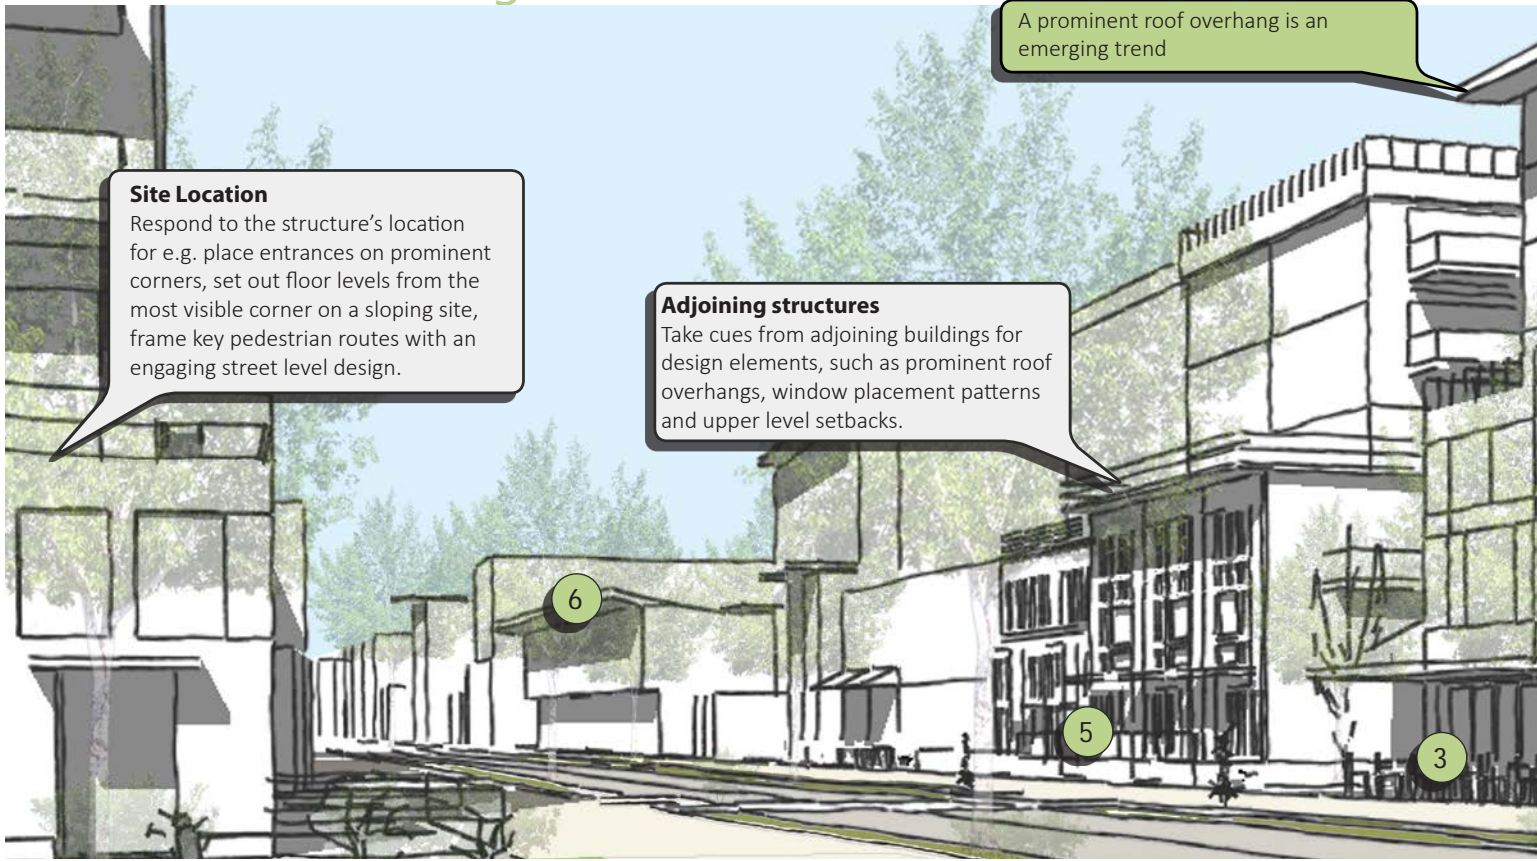 A prominent roof overhang is an
emerging trend
Site Location
Respond to the structure's location
for e.g. place entrances on prominent
corners, set out floor levels from the
most visible corner on a sloping site,
frame key pedestrian routes with an
engaging street level design.
Adjoining structures
Take cues from adjoining buildings for
design elements, such as prominent roof
overhangs, window placement patterns
and upper level setbacks.
6
5
3